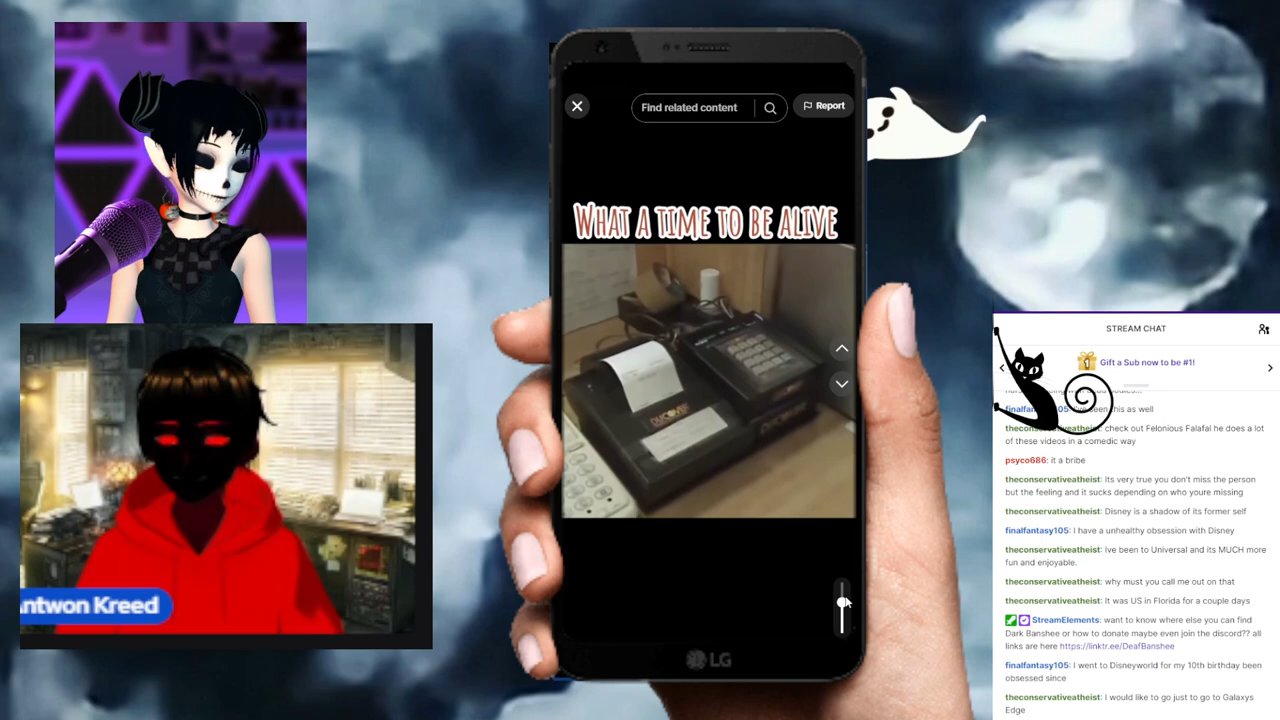 Find related content
Report
WHAT A TIME TO BE ALIVE
LG
ntwon Kreed
STREAM CHAT
Gift a Sub now to be #1!
seen this as well
check out Felonious Falafal he does a lot
of these videos in a comedic way
psyco686: it a bribe
theconservativeatheist: Its very true you don't miss the person
but the feeling and it sucks depending on who youre missing
theconservativeatheist: Disney is a shadow of its former self
finalfantasy105: I have a unhealthy obsession with Disney
theconservativeatheist: Ive been to Universal and its MUCH more
fun and enjoyable.
theconservativeatheist: why must you call me out on that
theconservativeatheist: It was US in Florida for a couple days
StreamElements: want to know where else you can find
Dark Banshee or how to donate maybe even join the discord?? all
links are here https://linktr.ee/DeafBanshee
finalfantasy105: I went to Disneyworld for my 10th birthday been
obsessed since
theconservativeatheist: I would like to go just to go to Galaxys
Edge